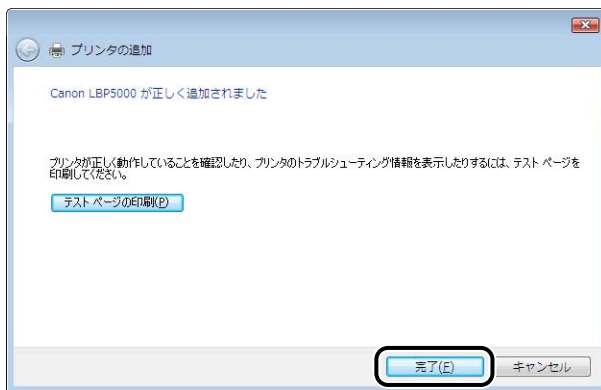 プリンタの追加
Canon LBP5000 が正しく追加されました
プリンタが正しく動作していることを確認したり、プリンタのトラブルシューティング情報を表示したりするには、テスト ページを
印刷してください。
テスト ページの印刷(P)
完了(F)
キャンセル